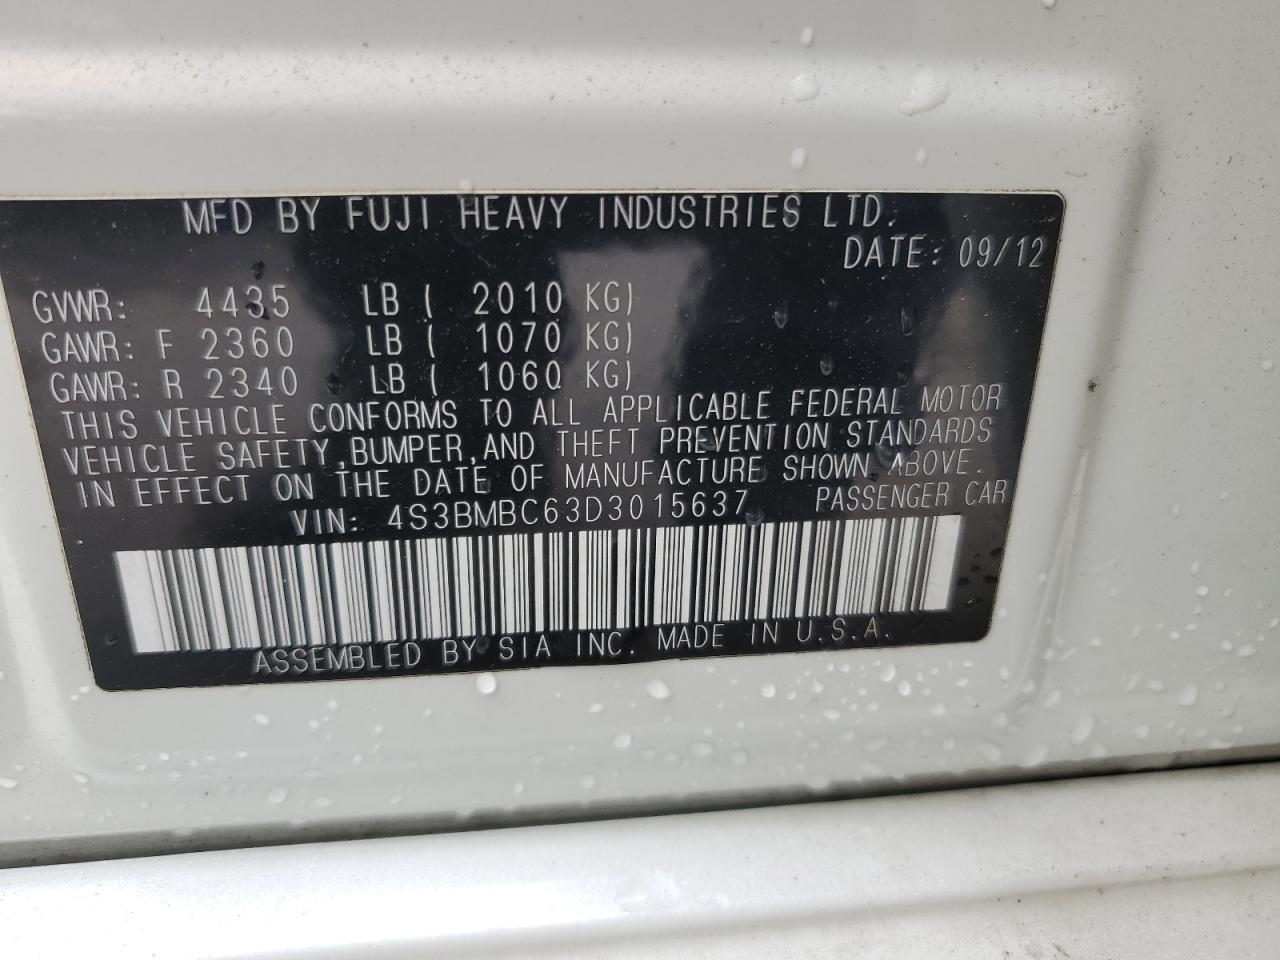 MFD BY FUJI HEAVY INDUSTRIES LTD.
DATE: 09/12
GVWR: 4435 LB ( 2010 KG)
GAWR: F 2360 LB ( 1070 KG)
GAWR: R 2340 LB ( 1060 KG)
THIS VEHICLE CONFORMS TO ALL APPLICABLE FEDERAL MOTOR
VEHICLE SAFETY,BUMPER,AND THEFT PREVENTION STANDARDS
IN EFFECT ON THE DATE OF MANUFACTURE SHOWN ABOVE.
VIN: 4S3BMBC63D3015637 PASSENGER CAR
ASSEMBLED BY SIA INC. MADE IN U.S.A.